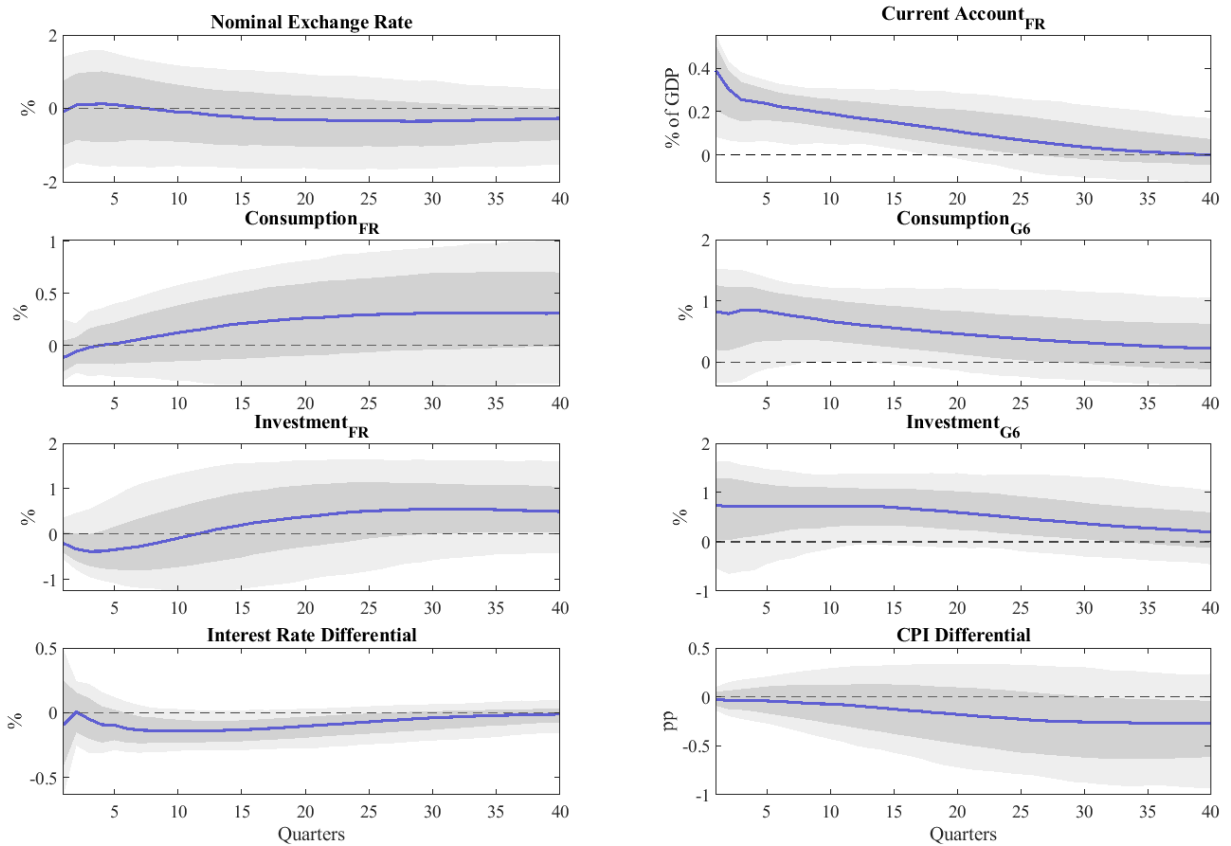 Nominal Exchange Rate
2
0
-2
%
5 10 15 20 25 30 35 40
Current Account_FR
0.4
0.2
0
% of GDP
5 10 15 20 25 30 35 40
Consumption_FR
1
0.5
0
%
5 10 15 20 25 30 35 40
Consumption_G6
2
1
0
%
5 10 15 20 25 30 35 40
Investment_FR
2
1
0
-1
%
5 10 15 20 25 30 35 40
Investment_G6
2
1
0
-1
%
5 10 15 20 25 30 35 40
Interest Rate Differential
0.5
0
-0.5
%
5 10 15 20 25 30 35 40
Quarters
CPI Differential
0.5
0
-0.5
-1
pp
5 10 15 20 25 30 35 40
Quarters